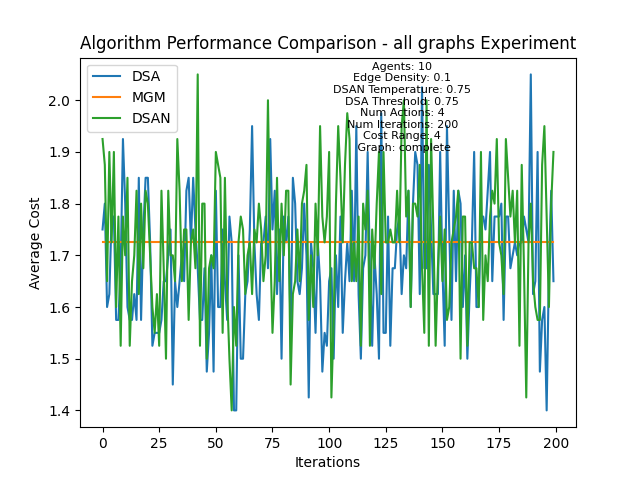 Algorithm Performance Comparison - all graphs Experiment
DSA
MGM
DSAN
Agents: 10
Edge Density: 0.1
DSAN Temperature: 0.75
DSA Threshold: 0.75
Num Actions: 4
Num Iterations: 200
Cost Range: 4
Graph: complete
Average Cost
2.0
1.9
1.8
1.7
1.6
1.5
1.4
0
25
50
75
100
125
150
175
200
Iterations